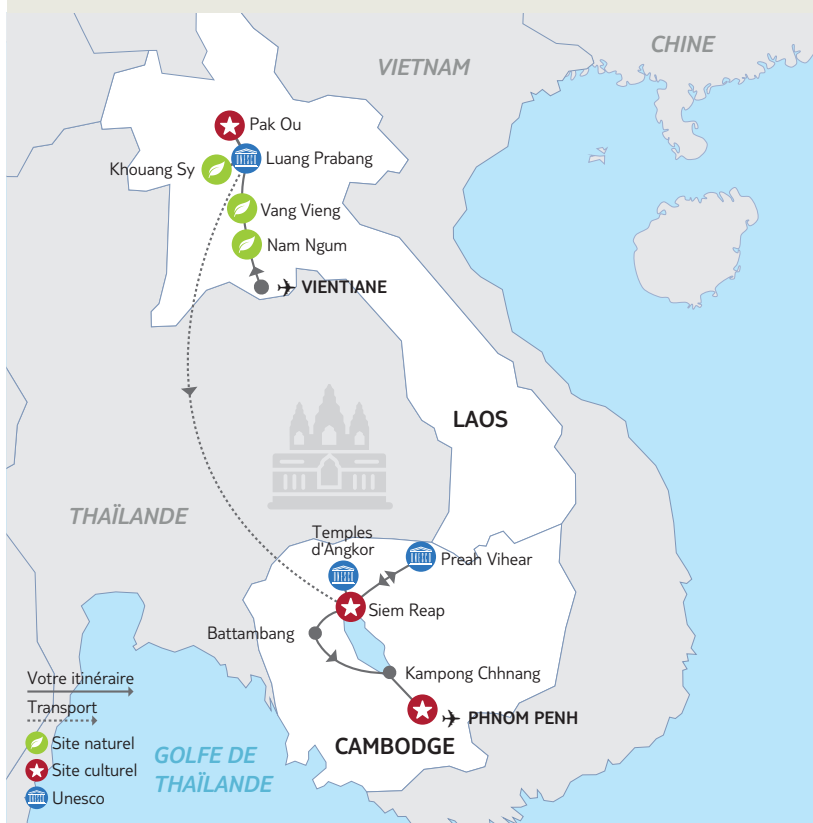 CHINE
VIETNAM
Pak Ou
Luang Prabang
Khouang Sy
Vang Vieng
Nam Ngum
VIENTIANE
LAOS
THAÏLANDE
Temples
d'Angkor
Preah Vihear
Siem Reap
Battambang
Kampong Chhnang
PHNOM PENH
CAMBODGE
GOLFE DE
THAÏLANDE
Votre itinéraire
Transport
Site naturel
Site culturel
Unesco